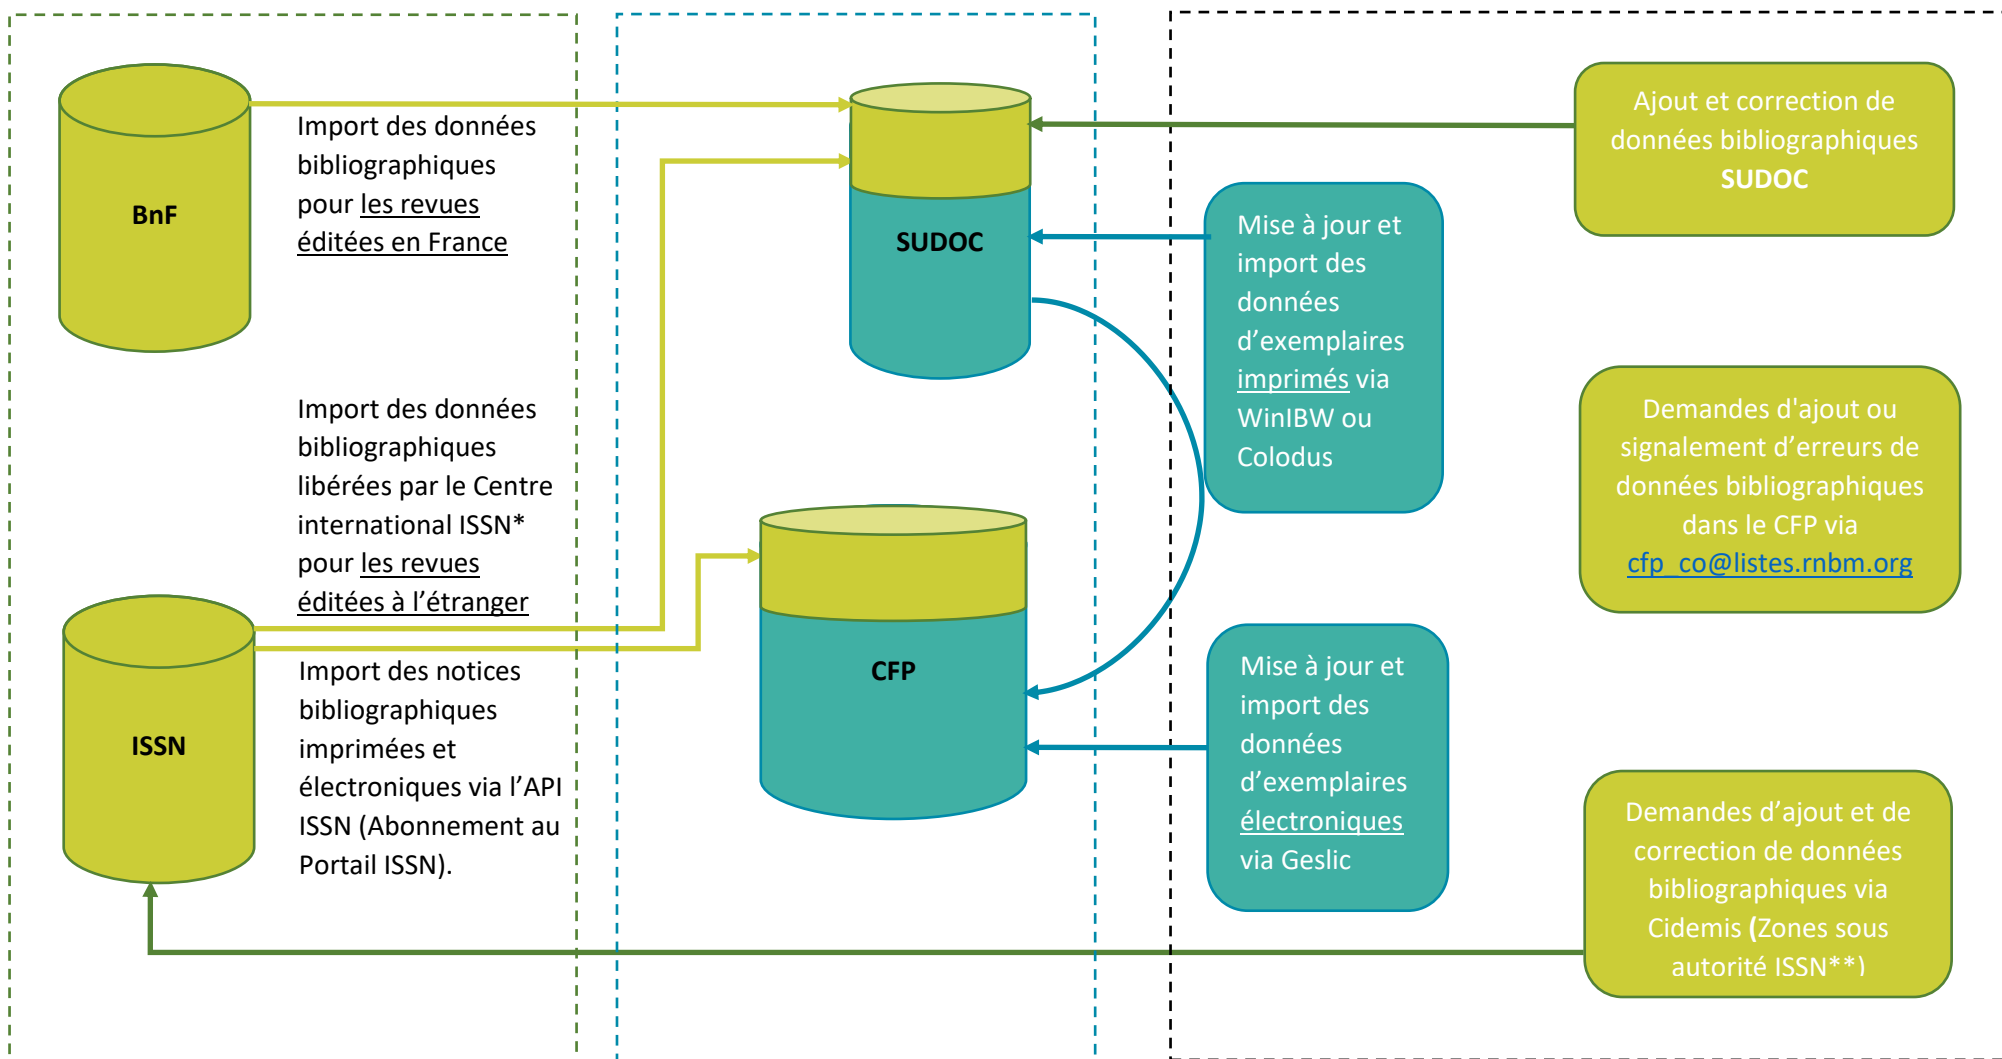 BnF
Import des données
bibliographiques
pour les revues
éditées en France
Import des données
bibliographiques
libérées par le Centre
international ISSN*
pour les revues
éditées à l'étranger
ISSN
Import des notices
bibliographiques
imprimées et
électroniques via l'API
ISSN (Abonnement au
Portail ISSN).
SUDOC
CFP
Mise à jour et
import des
données
d'exemplaires
imprimés via
WinIBW ou
Colodus
Mise à jour et
import des
données
d'exemplaires
électroniques
via Geslic
Ajout et correction de
données bibliographiques
SUDOC
Demandes d'ajout ou
signalement d'erreurs de
données bibliographiques
dans le CFP via
cfp_co@listes.rnbm.org
Demandes d'ajout et de
correction de données
bibliographiques via
Cidemis (Zones sous
autorité ISSN**)